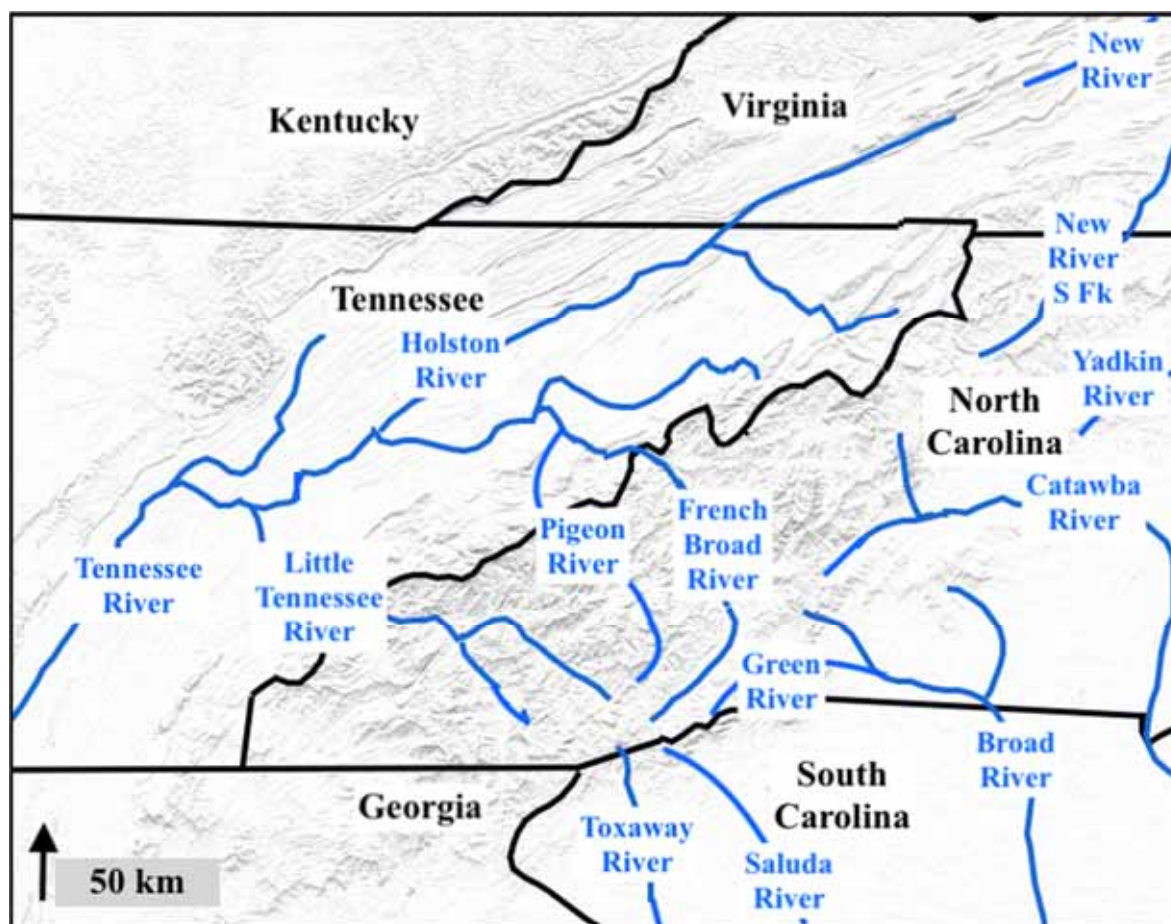 New
River
Kentucky
Virginia
New
River
S Fk
Tennessee
Holston
River
Yadkin
River
North
Carolina
Catawba
River
Pigeon
River
French
Broad
River
Tennessee
River
Little
Tennessee
River
Green
River
Broad
River
Georgia
South
Carolina
Toxaway
River
Saluda
River
50 km